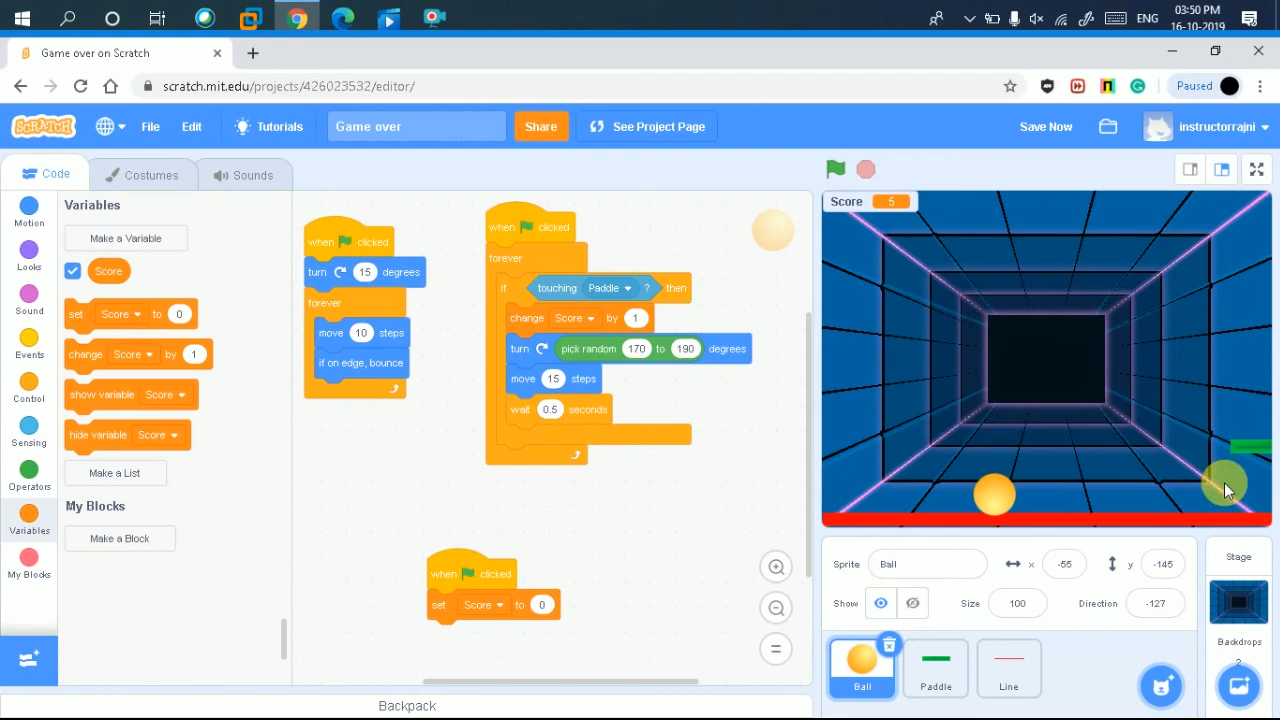 03:50 PM
ENG
16-10-2019
Game over on Scratch
scratch.mit.edu/projects/426023532/editor/
Paused
SCRATCH
File
Edit
Tutorials
Game over
Share
See Project Page
Save Now
instructorrajni
Code
Costumes
Sounds
Motion
Looks
Sound
Events
Control
Sensing
Operators
Variables
My Blocks
Variables
Make a Variable
Score
set Score to 0
change Score by 1
show variable Score
hide variable Score
Make a List
My Blocks
Make a Block
when clicked
turn 15 degrees
forever
move 10 steps
if on edge, bounce
when clicked
forever
if touching Paddle ? then
change Score by 1
turn pick random 170 to 190 degrees
move 15 steps
wait 0.5 seconds
when clicked
set Score to 0
Backpack
Score 5
Sprite Ball x -55 y -145
Show Size 100 Direction -127
Ball
Paddle
Line
Stage
Backdrops
2